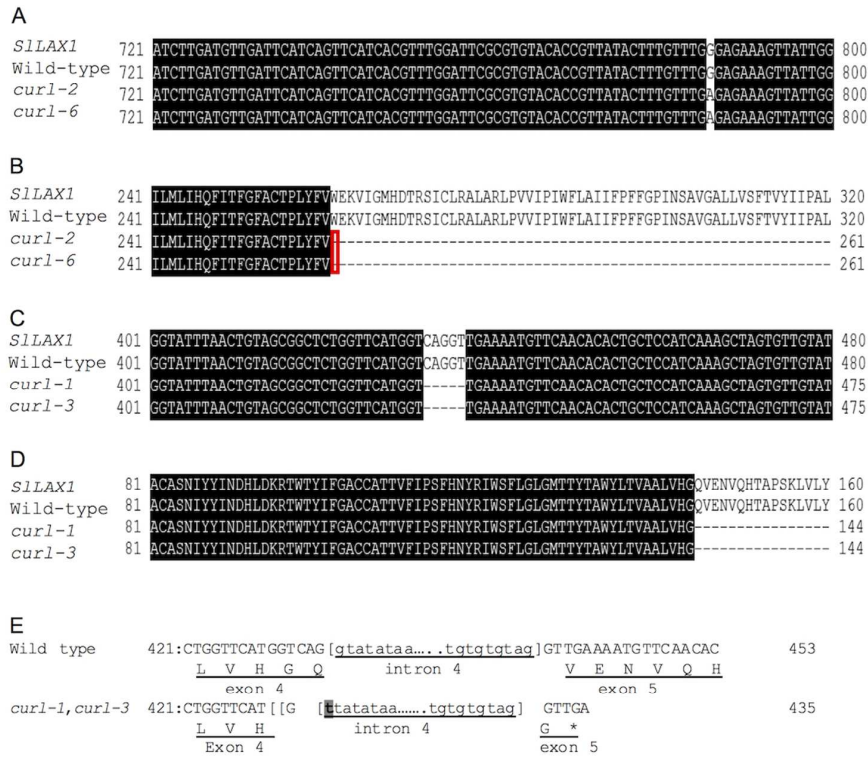 A
SlLAX1 721 ATCTTGATGTTGATTCATCAGTTCATCACGTTTGGATTCGCGTGTACACCGTTATACTTTGTTTGGGAGAAAGTTATTGG 800
Wild-type 721 ATCTTGATGTTGATTCATCAGTTCATCACGTTTGGATTCGCGTGTACACCGTTATACTTTGTTTGGGAGAAAGTTATTGG 800
curl-2 721 ATCTTGATGTTGATTCATCAGTTCATCACGTTTGGATTCGCGTGTACACCGTTATACTTTGTTTGAGAGAAAGTTATTGG 800
curl-6 721 ATCTTGATGTTGATTCATCAGTTCATCACGTTTGGATTCGCGTGTACACCGTTATACTTTGTTTGAGAGAAAGTTATTGG 800
B
SlLAX1 241 ILMLIHQFITFGFACTPLYFVWEKVIGMHDTRSICLRALARLPVVIPIWFLAIIFPFFGPINSAVGALLVSFTVYIIPAL 320
Wild-type 241 ILMLIHQFITFGFACTPLYFVWEKVIGMHDTRSICLRALARLPVVIPIWFLAIIFPFFGPINSAVGALLVSFTVYIIPAL 320
curl-2 241 ILMLIHQFITFGFACTPLYFV----------------------------------------------------------- 261
curl-6 241 ILMLIHQFITFGFACTPLYFV----------------------------------------------------------- 261
C
SlLAX1 401 GGTATTTAACTGTAGCGGCTCTGGTTCATGGTCAGGTTGAAAATGTTCAACACACTGCTCCATCAAAGCTAGTGTTGTAT 480
Wild-type 401 GGTATTTAACTGTAGCGGCTCTGGTTCATGGTCAGGTTGAAAATGTTCAACACACTGCTCCATCAAAGCTAGTGTTGTAT 480
curl-1 401 GGTATTTAACTGTAGCGGCTCTGGTTCATGGT-----TGAAAATGTTCAACACACTGCTCCATCAAAGCTAGTGTTGTAT 475
curl-3 401 GGTATTTAACTGTAGCGGCTCTGGTTCATGGT-----TGAAAATGTTCAACACACTGCTCCATCAAAGCTAGTGTTGTAT 475
D
SlLAX1 81 ACASNIYYINDHLDKRTWTYIFGACCATTVFIPSFHNYRIWSFLGLGMTTYTAWYLTVAALVHGQVENVQHTAPSKLVLY 160
Wild-type 81 ACASNIYYINDHLDKRTWTYIFGACCATTVFIPSFHNYRIWSFLGLGMTTYTAWYLTVAALVHGQVENVQHTAPSKLVLY 160
curl-1 81 ACASNIYYINDHLDKRTWTYIFGACCATTVFIPSFHNYRIWSFLGLGMTTYTAWYLTVAALVHG---------------- 144
curl-3 81 ACASNIYYINDHLDKRTWTYIFGACCATTVFIPSFHNYRIWSFLGLGMTTYTAWYLTVAALVHG---------------- 144
E
Wild type 421:CTGGTTCATGGTCAG[gtatataa.....tgtgtgtag]GTTGAAAATGTTCAACAC 453
L V H G Q intron 4 V E N V Q H
exon 4 exon 5
curl-1,curl-3 421:CTGGTTCAT[[G [ttatataa.......tgtgtgtag] GTTGA 435
L V H intron 4 G *
Exon 4 exon 5